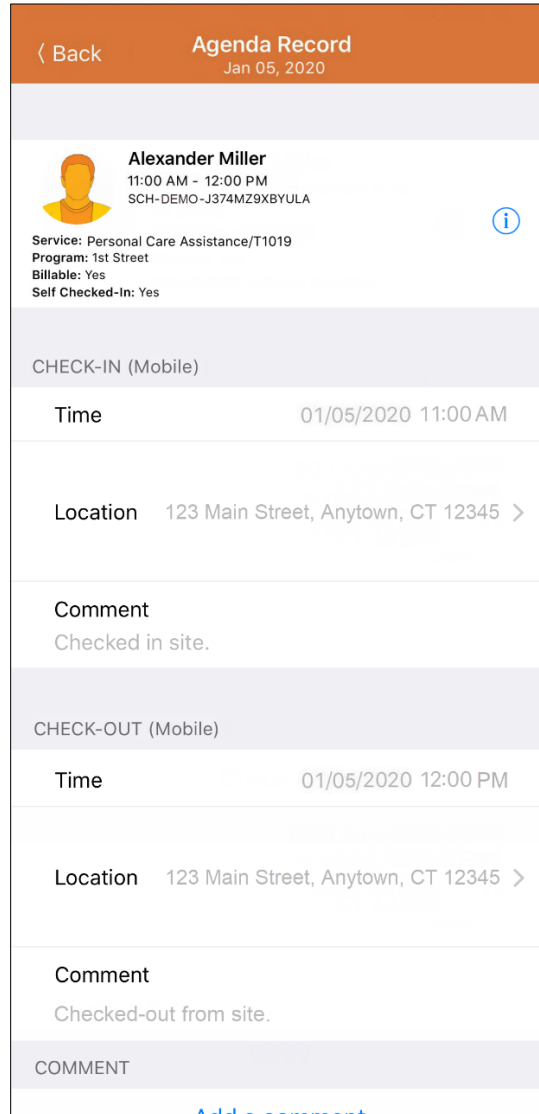 Back
Agenda Record
Jan 05, 2020
Alexander Miller
11:00 AM - 12:00 PM
SCH-DEMO-J374MZ9XBYULA
Service: Personal Care Assistance/T1019
Program: 1st Street
Billable: Yes
Self Checked-In: Yes
CHECK-IN (Mobile)
Time 01/05/2020 11:00 AM
Location 123 Main Street, Anytown, CT 12345
Comment
Checked in site.
CHECK-OUT (Mobile)
Time 01/05/2020 12:00 PM
Location 123 Main Street, Anytown, CT 12345
Comment
Checked-out from site.
COMMENT
Add a comment